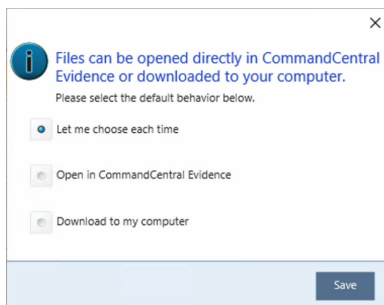 Files can be opened directly in CommandCentral
Evidence or downloaded to your computer.
Please select the default behavior below.
Let me choose each time
Open in CommandCentral Evidence
Download to my computer
Save